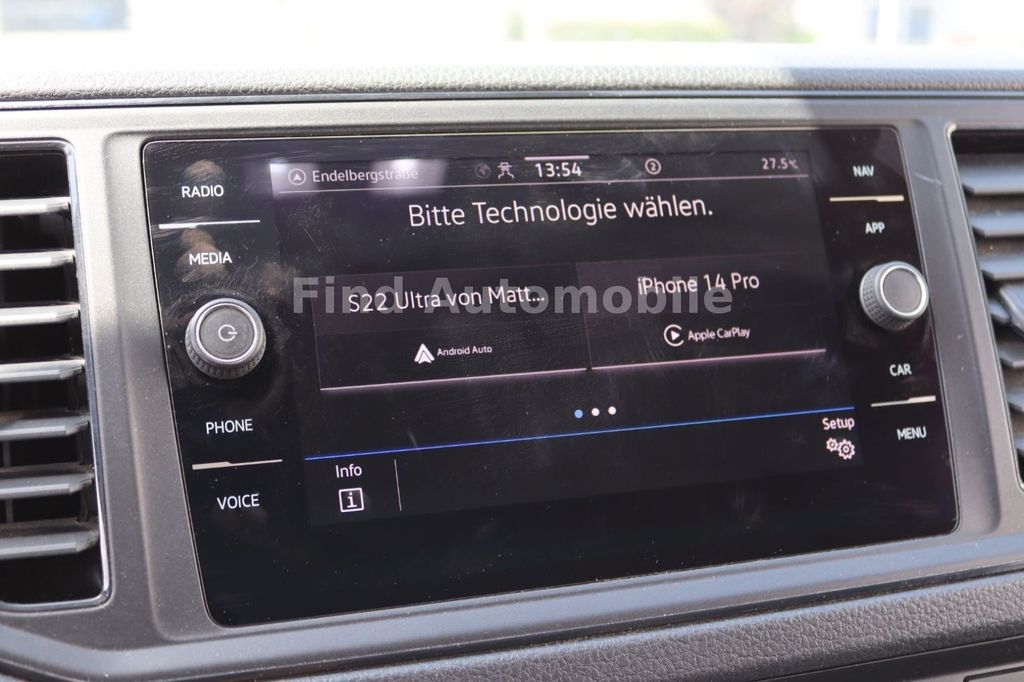 RADIO
MEDIA
PHONE
VOICE
Endelbergstraße
13:54
2
27.5°C
Bitte Technologie wählen.
S22 Ultra von Matt...
Android Auto
iPhone 14 Pro
Apple CarPlay
Find Automobile
Info
i
Setup
NAV
APP
CAR
MENU